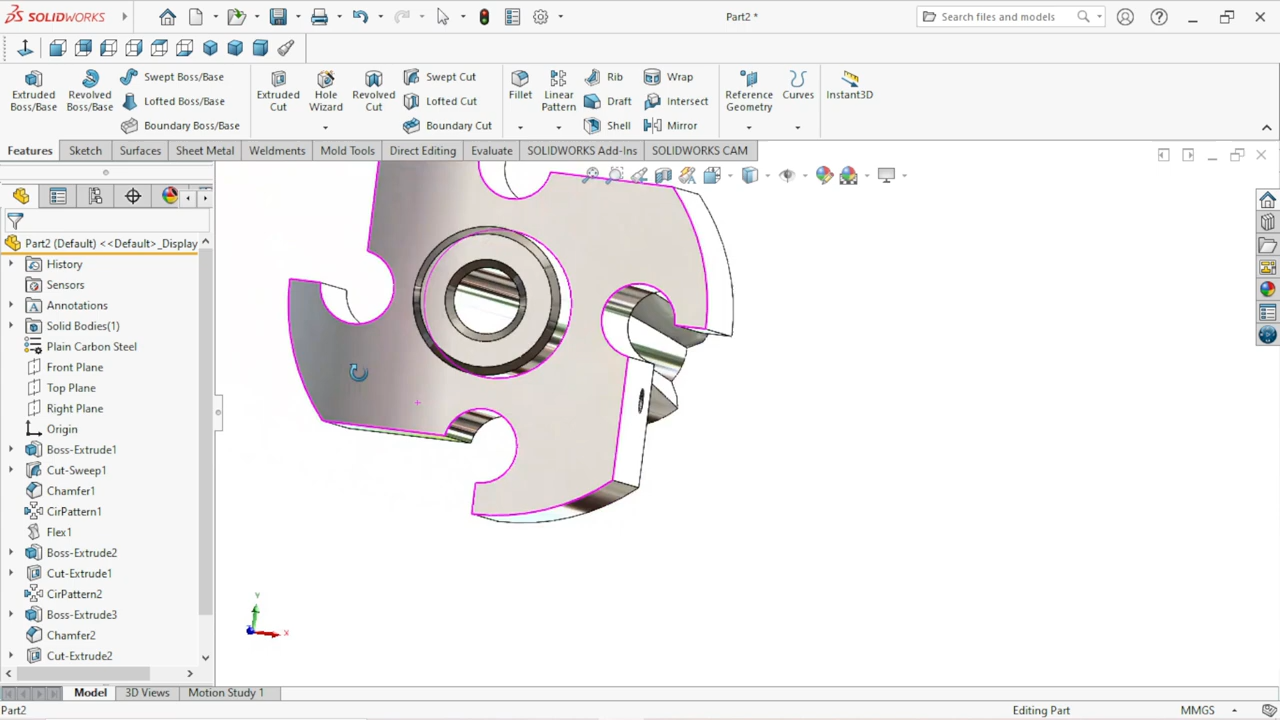 SOLIDWORKS
Part2 *
Search files and models
Extruded Boss/Base
Revolved Boss/Base
Swept Boss/Base
Lofted Boss/Base
Boundary Boss/Base
Extruded Cut
Hole Wizard
Revolved Cut
Swept Cut
Lofted Cut
Boundary Cut
Fillet
Linear Pattern
Rib
Draft
Shell
Wrap
Intersect
Mirror
Reference Geometry
Curves
Instant3D
Features
Sketch
Surfaces
Sheet Metal
Weldments
Mold Tools
Direct Editing
Evaluate
SOLIDWORKS Add-Ins
SOLIDWORKS CAM
Part2 (Default) <<Default>_Display
History
Sensors
Annotations
Solid Bodies(1)
Plain Carbon Steel
Front Plane
Top Plane
Right Plane
Origin
Boss-Extrude1
Cut-Sweep1
Chamfer1
CirPattern1
Flex1
Boss-Extrude2
Cut-Extrude1
CirPattern2
Boss-Extrude3
Chamfer2
Cut-Extrude2
Y
X
Model
3D Views
Motion Study 1
Part2
Editing Part
MMGS